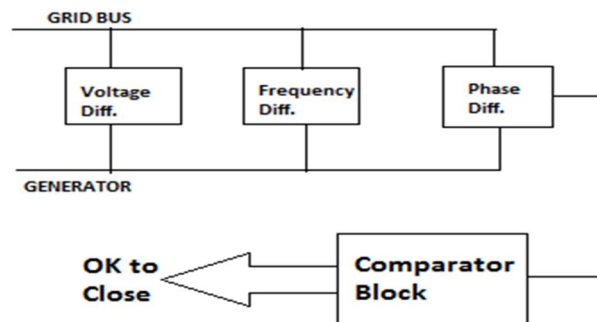 GRID BUS
Voltage
Diff.
Frequency
Diff.
Phase
Diff.
GENERATOR
OK to
Close
Comparator
Block